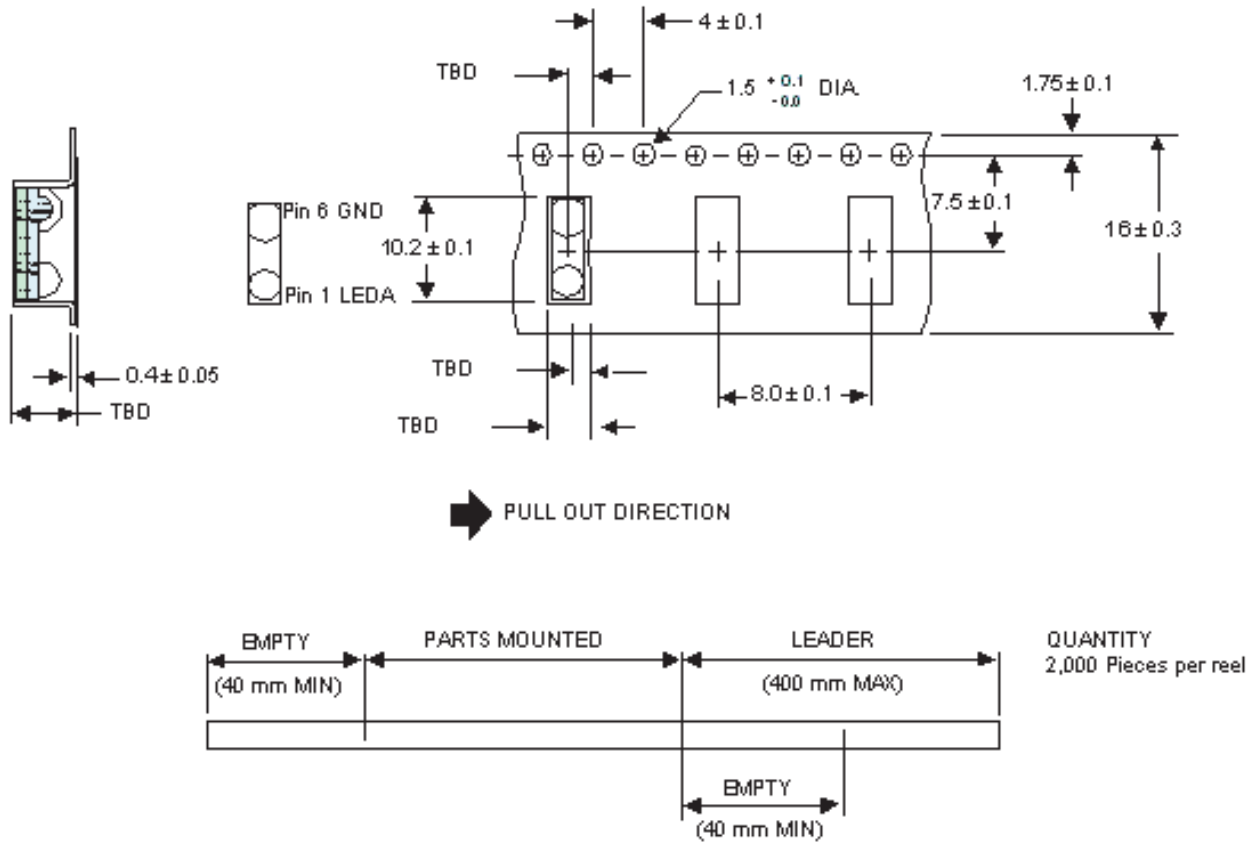 4±0.1
TBD
1.5 +0.1 -0.0 DIA.
1.75±0.1
Pin 6 GND
10.2±0.1
Pin 1 LEDA
7.5±0.1
16±0.3
0.4±0.05
TBD
TBD
8.0±0.1
TBD
PULL OUT DIRECTION
EMPTY
(40 mm MIN)
PARTS MOUNTED
LEADER
(400 mm MAX)
QUANTITY
2,000 Pieces per reel
EMPTY
(40 mm MIN)